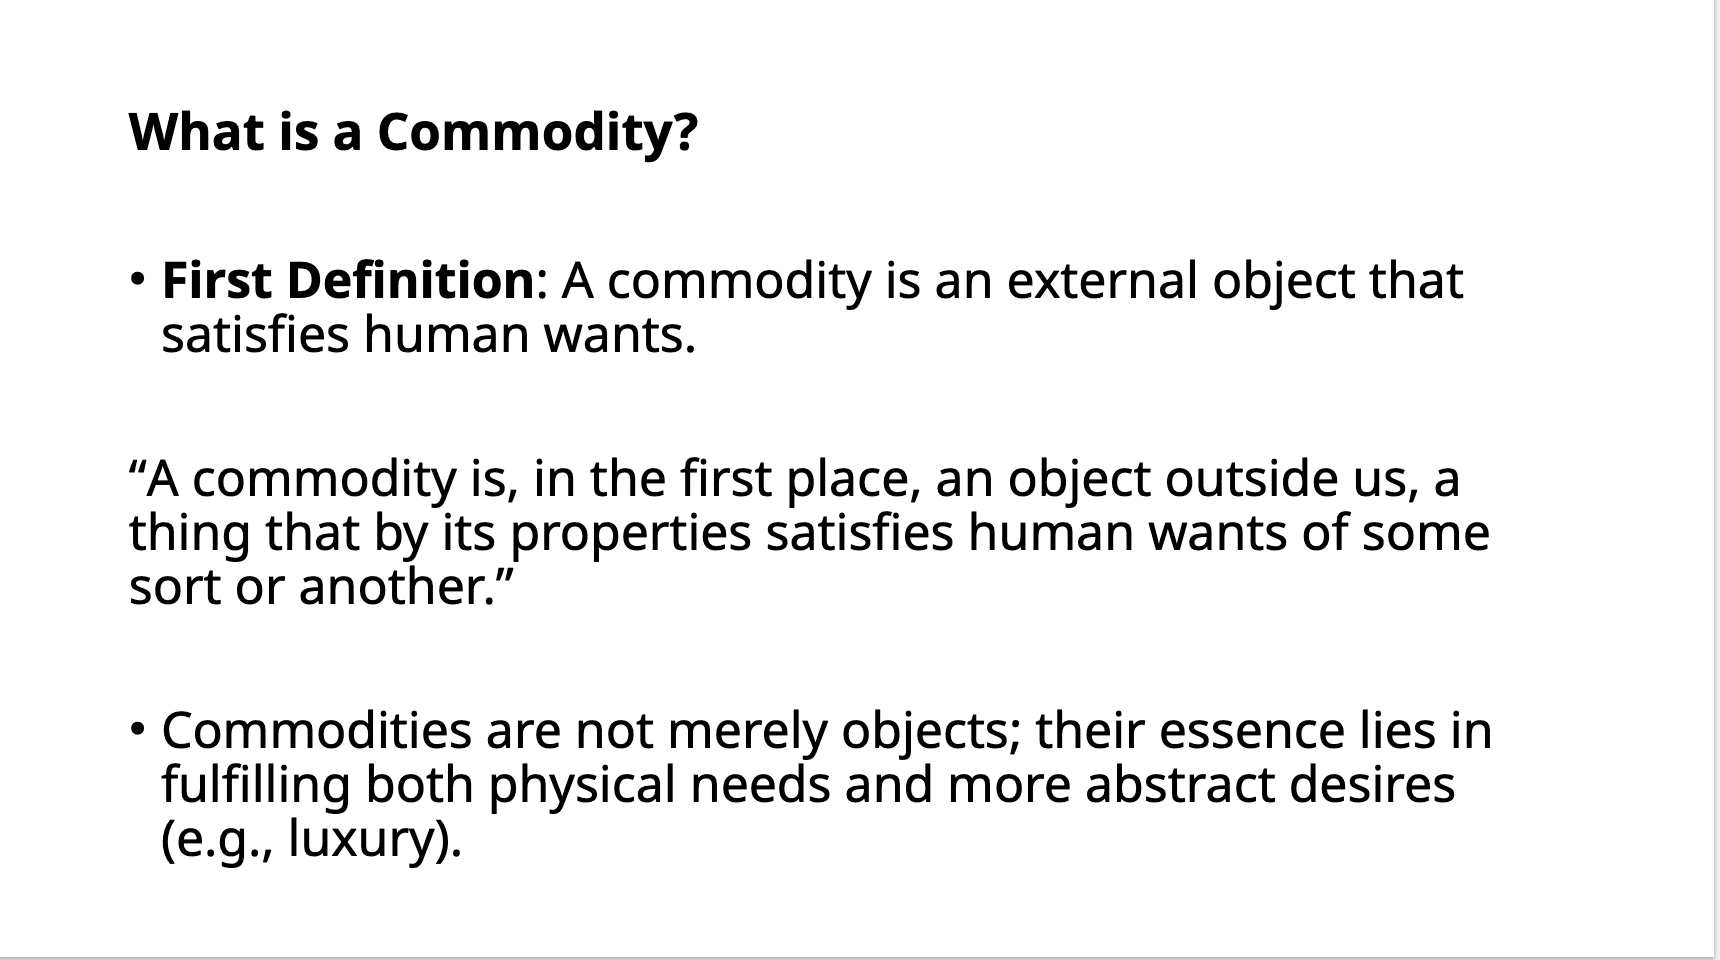 What is a Commodity?
• First Definition: A commodity is an external object that
satisfies human wants.
“A commodity is, in the first place, an object outside us, a
thing that by its properties satisfies human wants of some
sort or another.”
• Commodities are not merely objects; their essence lies in
fulfilling both physical needs and more abstract desires
(e.g., luxury).